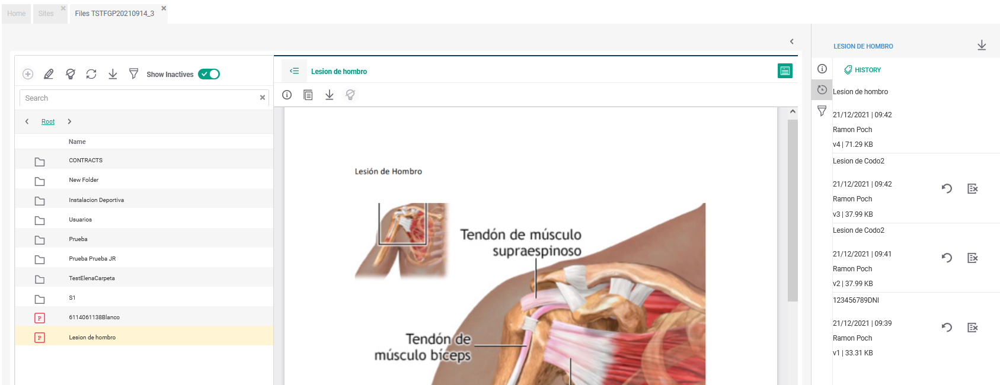 Home
Sites
Files TSTFGP20210914_3
Show Inactives
Search
Root
Name
CONTRACTS
New Folder
Instalacion Deportiva
Usuarios
Prueba
Prueba Prueba JR
TestElenaCarpeta
S1
P
6114061138Blanco
P
Lesion de hombro
Lesion de hombro
Lesión de Hombro
Tendón de músculo
supraespinoso
Tendón de
músculo bíceps
LESION DE HOMBRO
HISTORY
Lesion de hombro
21/12/2021 | 09:42
Ramon Poch
v4 | 71.29 KB
Lesion de Codo2
21/12/2021 | 09:42
Ramon Poch
v3 | 37.99 KB
Lesion de Codo2
21/12/2021 | 09:41
Ramon Poch
v2 | 37.99 KB
123456789DNI
21/12/2021 | 09:39
Ramon Poch
v1 | 33.31 KB